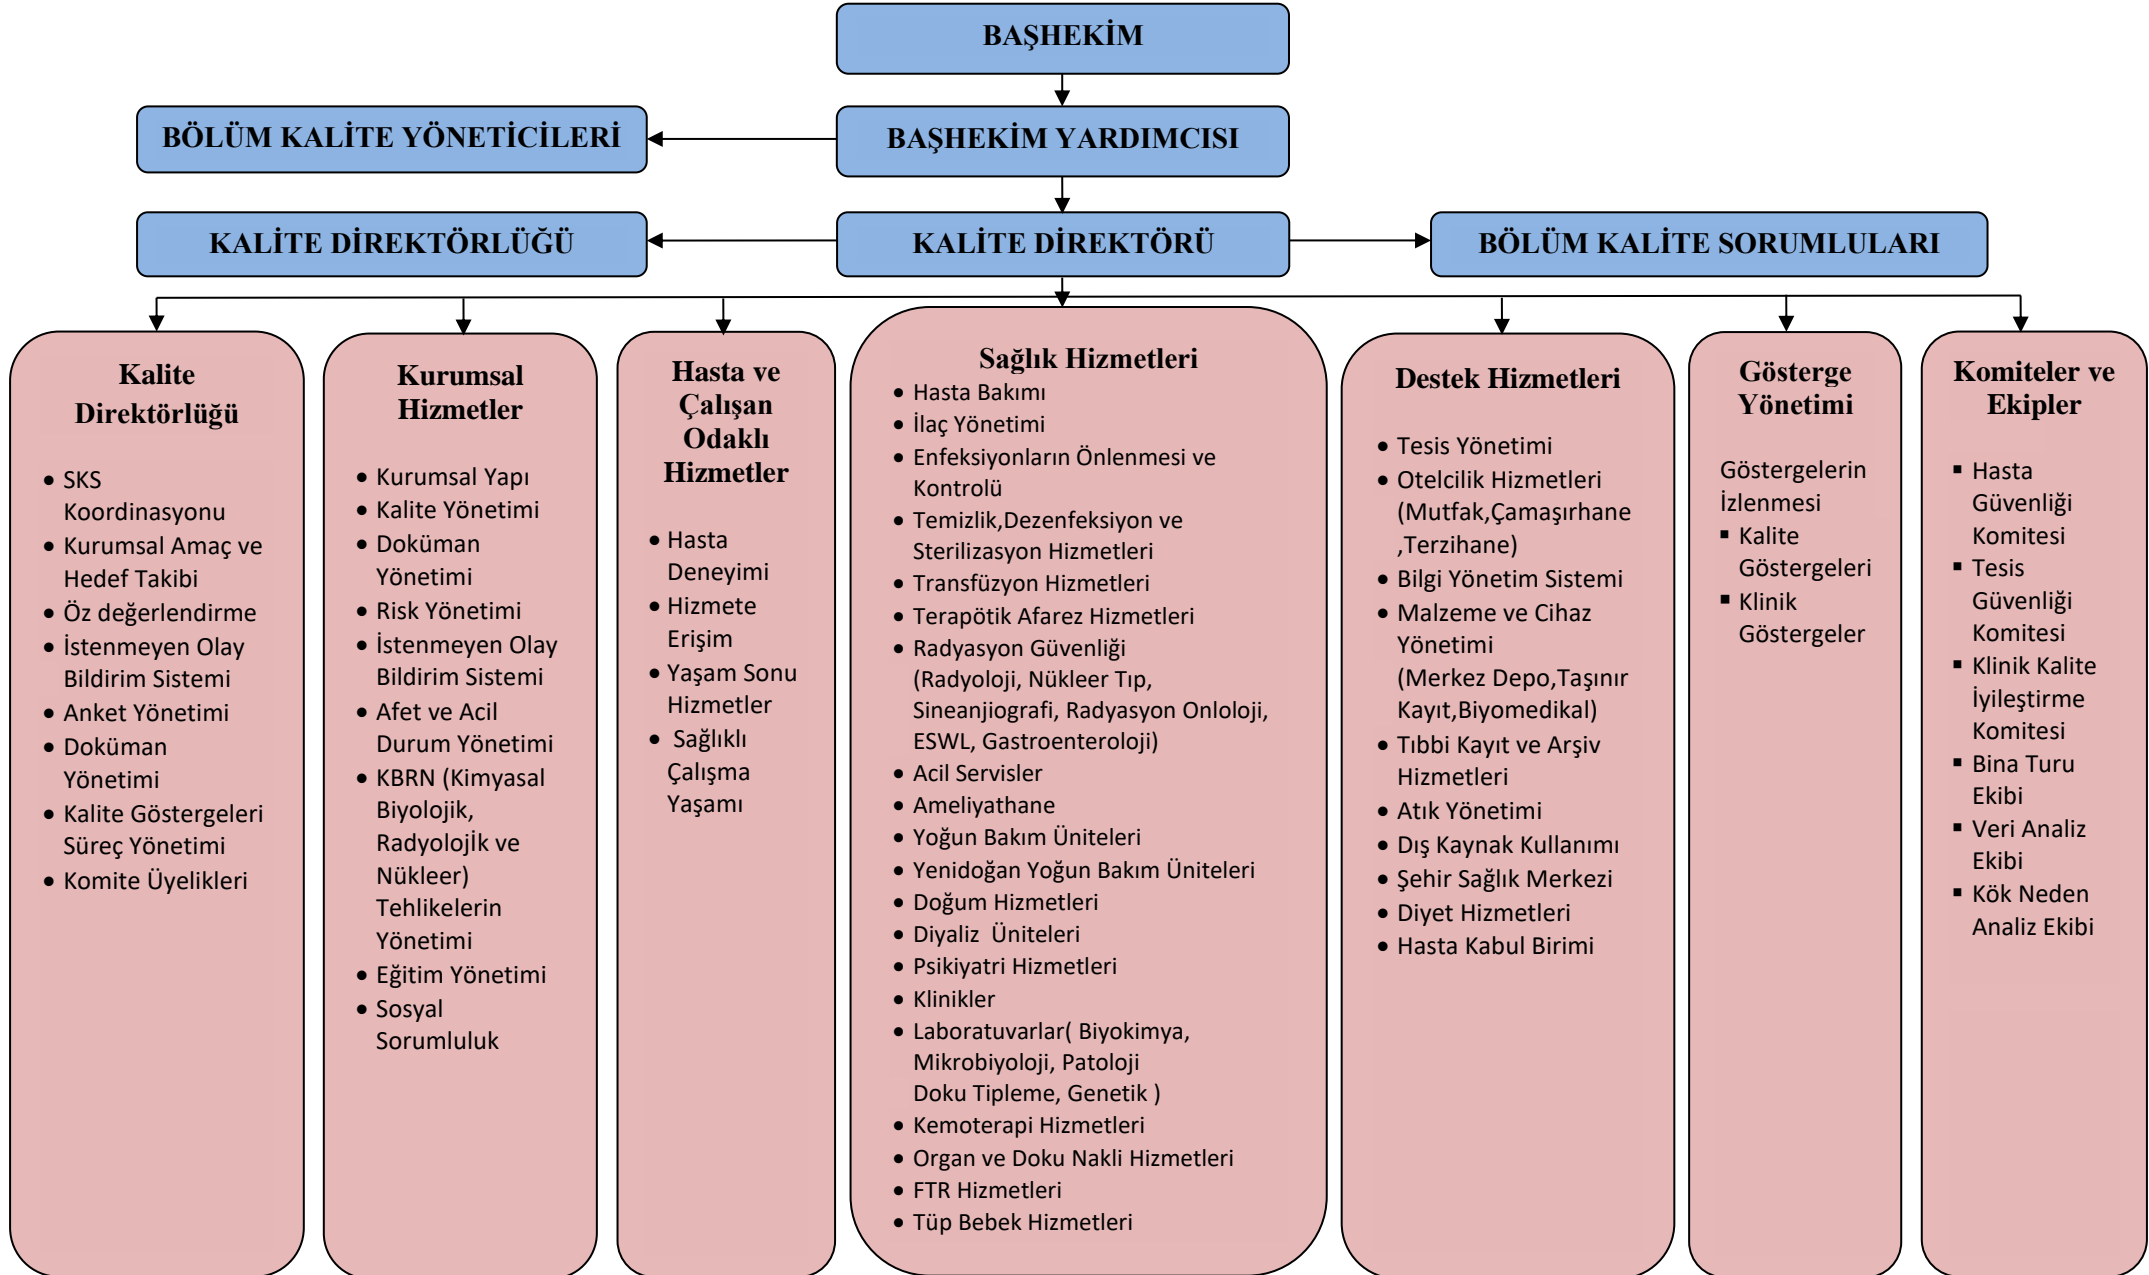 BAŞHEKİM
BÖLÜM KALİTE YÖNETİCİLERİ
BAŞHEKİM YARDIMCISI
KALİTE DİREKTÖRLÜĞÜ
KALİTE DİREKTÖRÜ
BÖLÜM KALİTE SORUMLULARI
Kalite
Direktörlüğü
• SKS
Koordinasyonu
• Kurumsal Amaç ve
Hedef Takibi
• Öz değerlendirme
• İstenmeyen Olay
Bildirim Sistemi
• Anket Yönetimi
• Doküman
Yönetimi
• Kalite Göstergeleri
Süreç Yönetimi
• Komite Üyelikleri
Kurumsal
Hizmetler
• Kurumsal Yapı
• Kalite Yönetimi
• Doküman
Yönetimi
• Risk Yönetimi
• İstenmeyen Olay
Bildirim Sistemi
• Afet ve Acil
Durum Yönetimi
• KBRN (Kimyasal
Biyolojik,
Radyolojİk ve
Nükleer)
Tehlikelerin
Yönetimi
• Eğitim Yönetimi
• Sosyal
Sorumluluk
Hasta ve
Çalışan
Odaklı
Hizmetler
• Hasta
Deneyimi
• Hizmete
Erişim
• Yaşam Sonu
Hizmetler
• Sağlıklı
Çalışma
Yaşamı
Sağlık Hizmetleri
• Hasta Bakımı
• İlaç Yönetimi
• Enfeksiyonların Önlenmesi ve
Kontrolü
• Temizlik,Dezenfeksiyon ve
Sterilizasyon Hizmetleri
• Transfüzyon Hizmetleri
• Terapötik Afarez Hizmetleri
• Radyasyon Güvenliği
(Radyoloji, Nükleer Tıp,
Sineanjiografi, Radyasyon Onloloji,
ESWL, Gastroenteroloji)
• Acil Servisler
• Ameliyathane
• Yoğun Bakım Üniteleri
• Yenidoğan Yoğun Bakım Üniteleri
• Doğum Hizmetleri
• Diyaliz Üniteleri
• Psikiyatri Hizmetleri
• Klinikler
• Laboratuvarlar( Biyokimya,
Mikrobiyoloji, Patoloji
Doku Tipleme, Genetik )
• Kemoterapi Hizmetleri
• Organ ve Doku Nakli Hizmetleri
• FTR Hizmetleri
• Tüp Bebek Hizmetleri
Destek Hizmetleri
• Tesis Yönetimi
• Otelcilik Hizmetleri
(Mutfak,Çamaşırhane
,Terzihane)
• Bilgi Yönetim Sistemi
• Malzeme ve Cihaz
Yönetimi
(Merkez Depo,Taşınır
Kayıt,Biyomedikal)
• Tıbbi Kayıt ve Arşiv
Hizmetleri
• Atık Yönetimi
• Dış Kaynak Kullanımı
• Şehir Sağlık Merkezi
• Diyet Hizmetleri
• Hasta Kabul Birimi
Gösterge
Yönetimi
Göstergelerin
İzlenmesi
▪ Kalite
Göstergeleri
▪ Klinik
Göstergeler
Komiteler ve
Ekipler
▪ Hasta
Güvenliği
Komitesi
▪ Tesis
Güvenliği
Komitesi
▪ Klinik Kalite
İyileştirme
Komitesi
▪ Bina Turu
Ekibi
▪ Veri Analiz
Ekibi
▪ Kök Neden
Analiz Ekibi